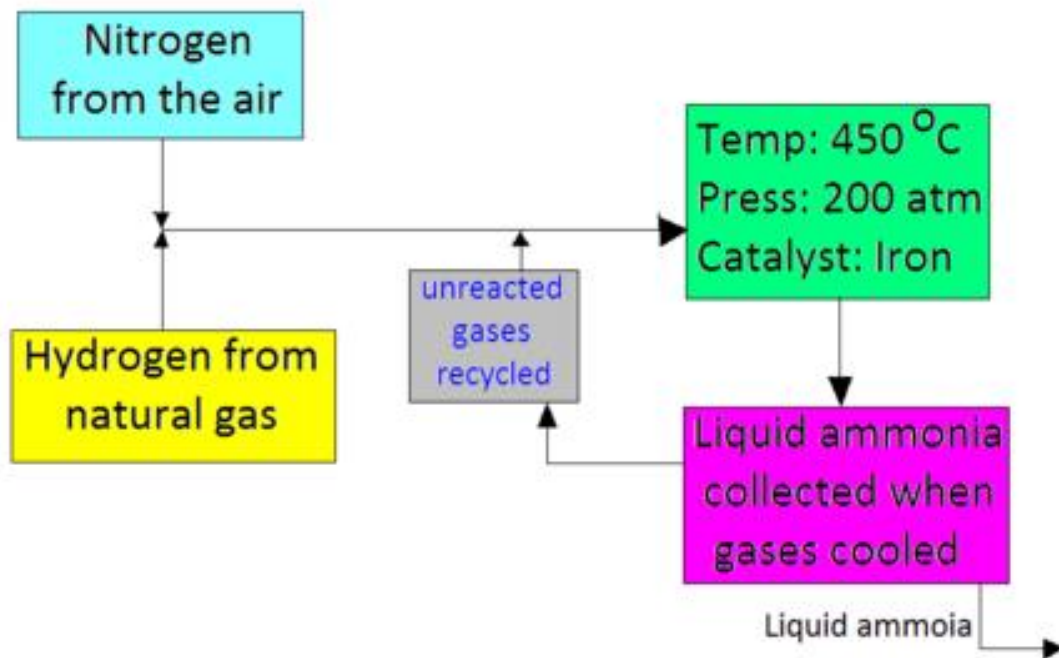 Nitrogen
from the air
Temp: 450 °C
Press: 200 atm
Catalyst: Iron
unreacted
gases
recycled
Hydrogen from
natural gas
Liquid ammonia
collected when
gases cooled
Liquid ammoia